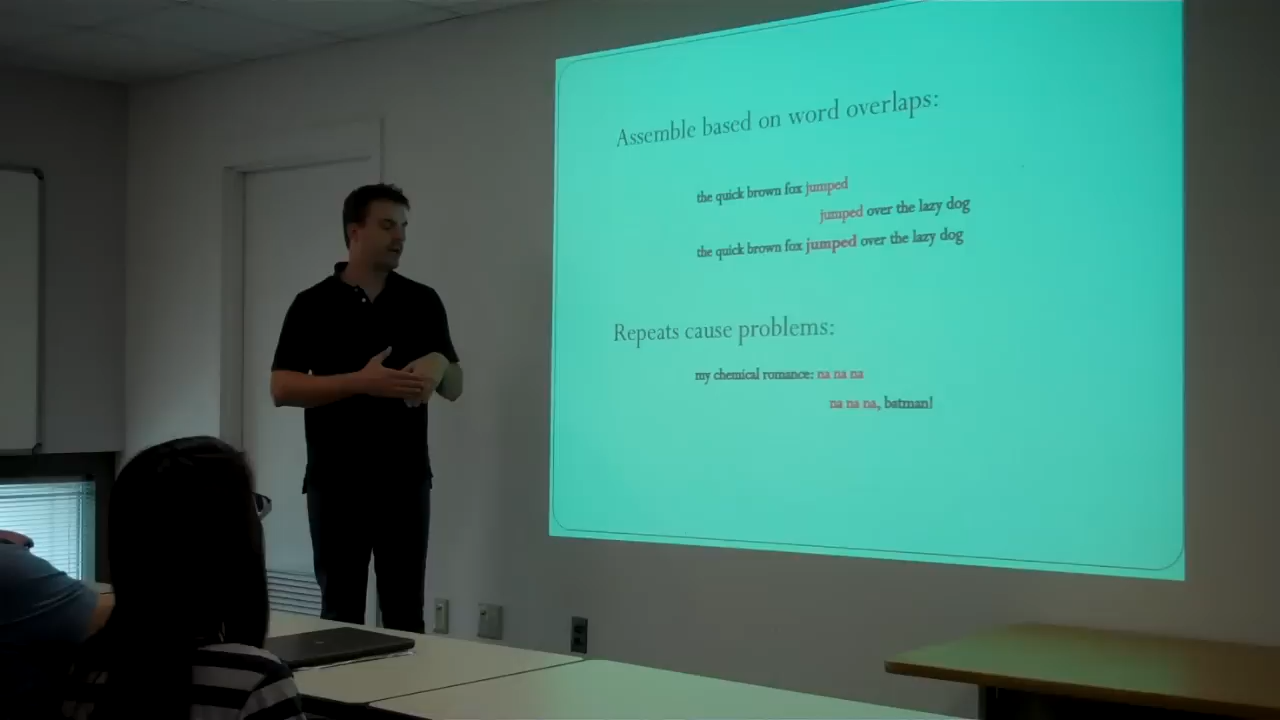 Assemble based on word overlaps:
the quick brown fox jumped
jumped over the lazy dog
the quick brown fox jumped over the lazy dog
Repeats cause problems:
my chemical romance: na na na
na na na, batman!